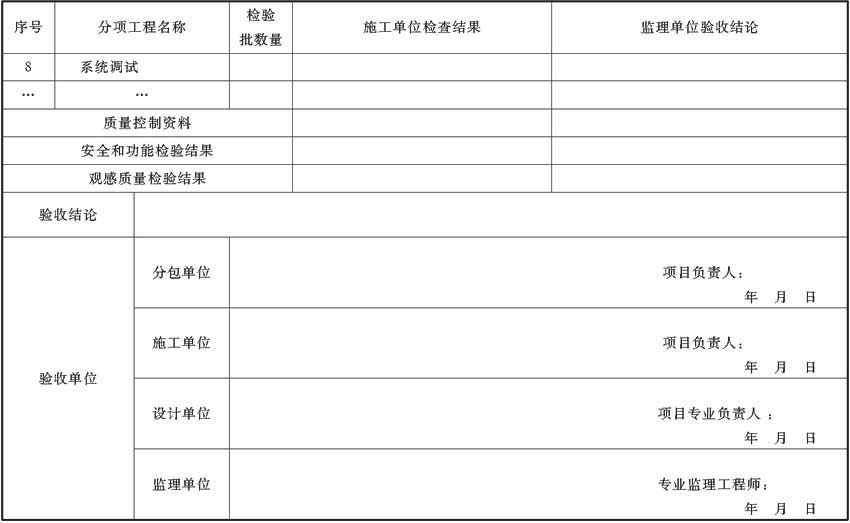 序号 分项工程名称 检验批数量 施工单位检查结果 监理单位验收结论
8 系统调试
… …
质量控制资料
安全和功能检验结果
观感质量检验结果
验收结论
验收单位
分包单位 项目负责人：
年 月 日
施工单位 项目负责人：
年 月 日
设计单位 项目专业负责人：
年 月 日
监理单位 专业监理工程师：
年 月 日